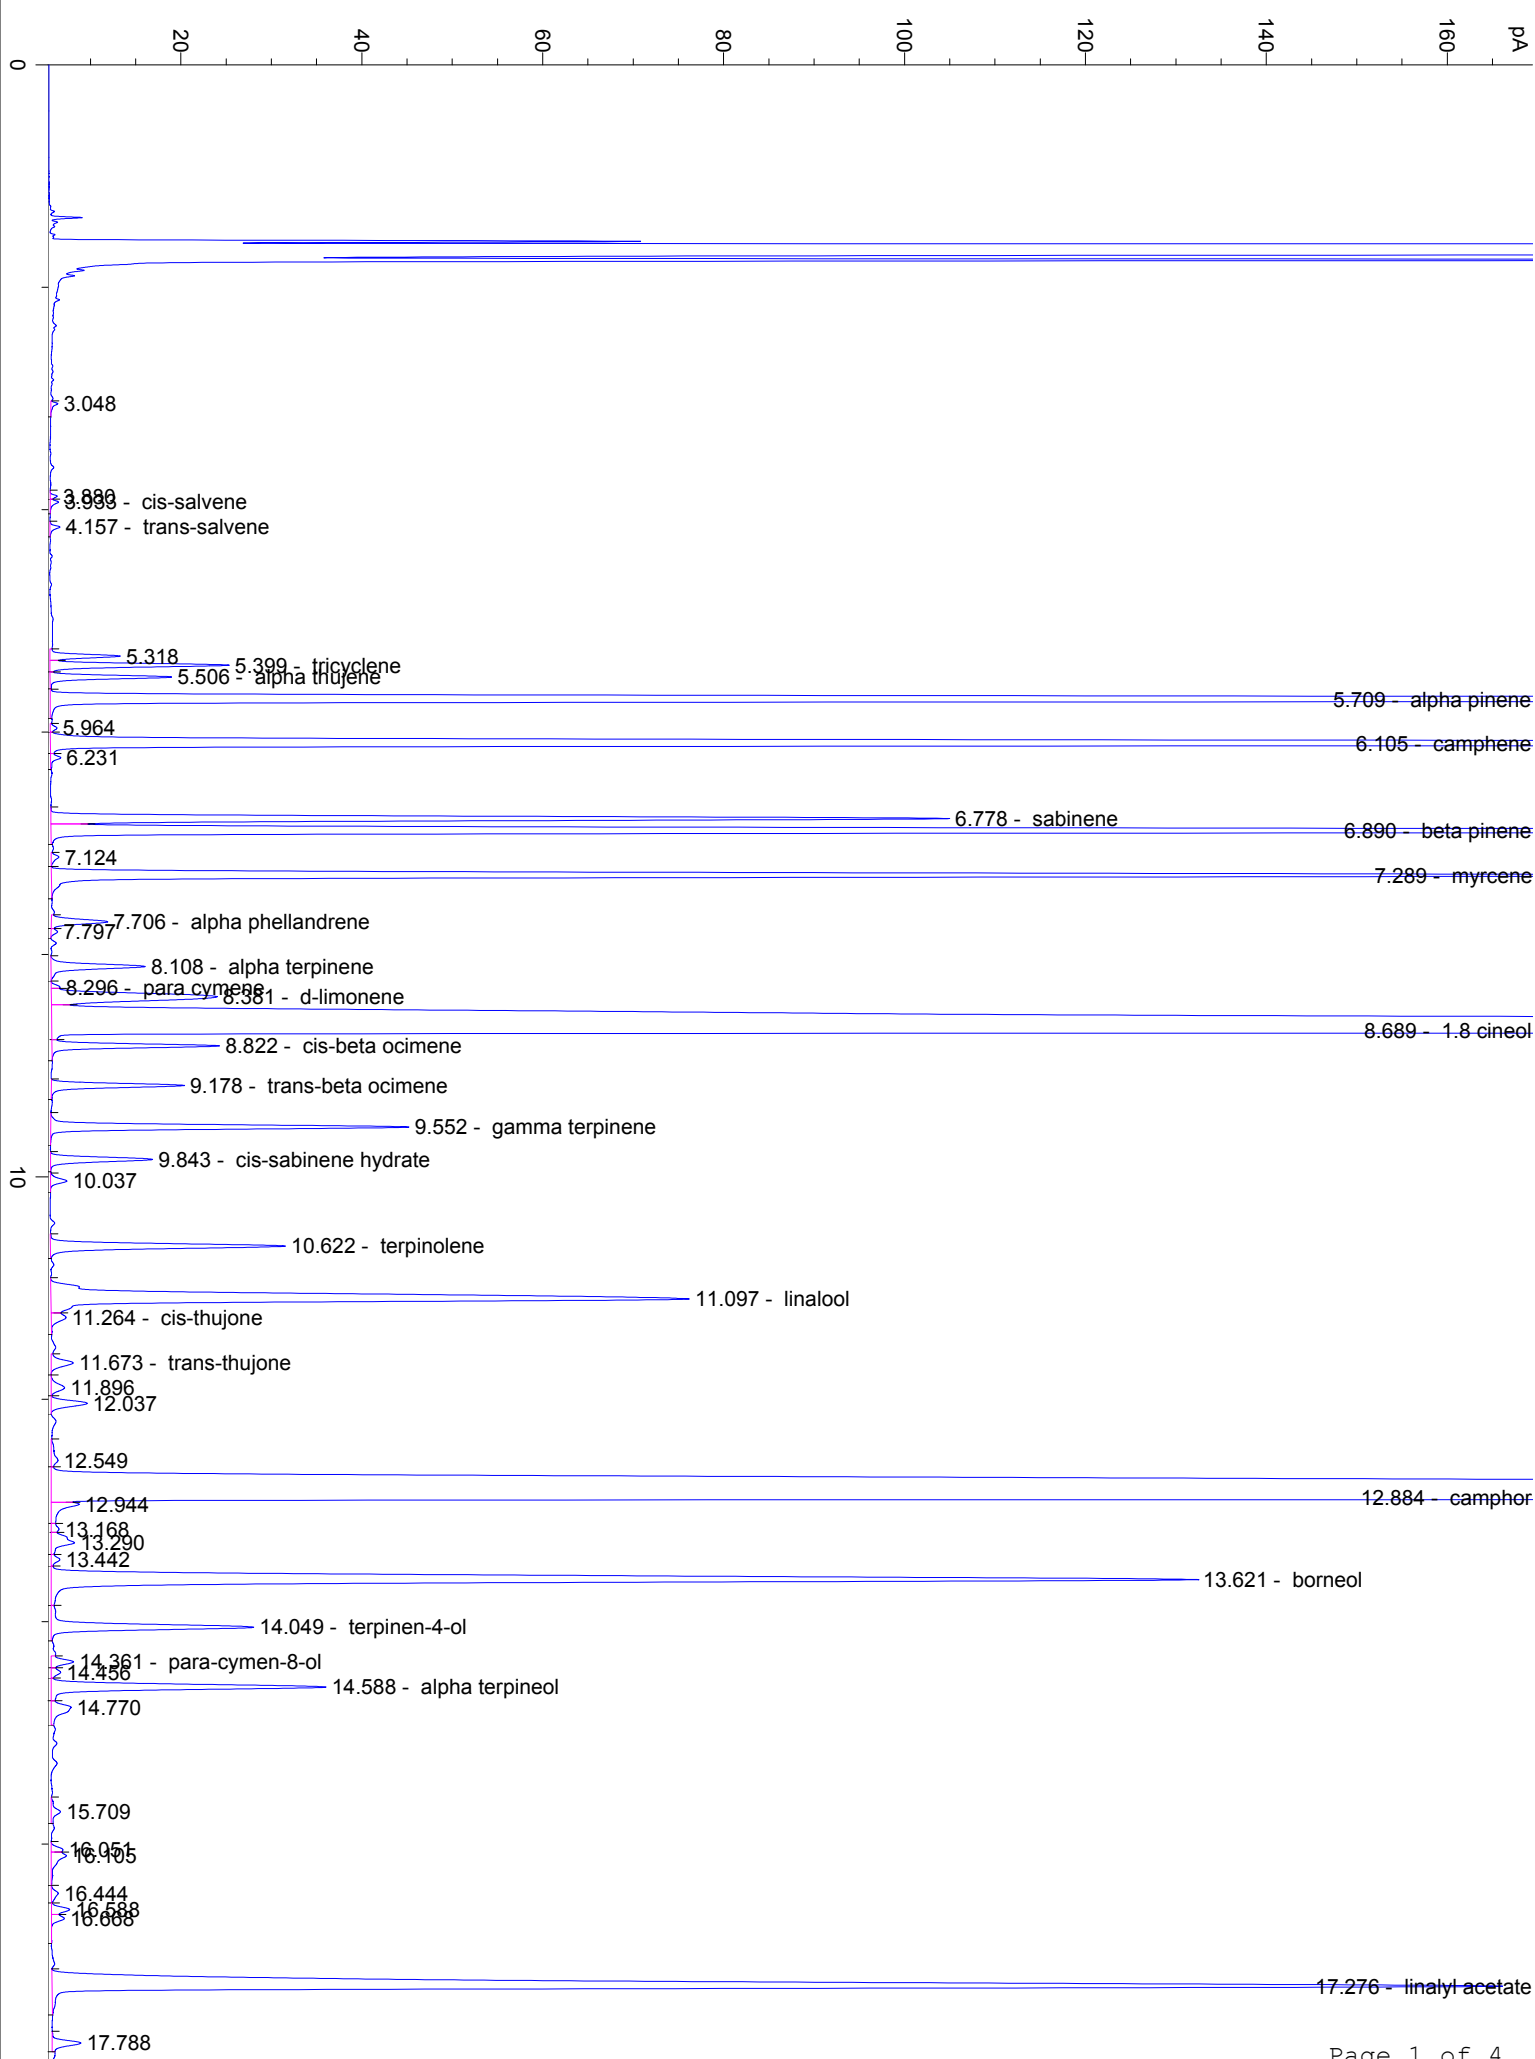 20
40
60
80
100
120
140
160
pA
0
3.048
3.880
3.933 - cis-salvene
4.157 - trans-salvene
5.318
5.399 - tricyclene
5.506 - alpha thujene
5.709 - alpha pinene
5.964
6.105 - camphene
6.231
6.778 - sabinene
6.890 - beta pinene
7.124
7.289 - myrcene
7.706 - alpha phellandrene
7.797
8.108 - alpha terpinene
8.296 - para cymene
8.381 - d-limonene
8.689 - 1.8 cineol
8.822 - cis-beta ocimene
9.178 - trans-beta ocimene
9.552 - gamma terpinene
9.843 - cis-sabinene hydrate
10
10.037
10.622 - terpinolene
11.097 - linalool
11.264 - cis-thujone
11.673 - trans-thujone
11.896
12.037
12.549
12.884 - camphor
12.944
13.168
13.290
13.442
13.621 - borneol
14.049 - terpinen-4-ol
14.361 - para-cymen-8-ol
14.456
14.588 - alpha terpineol
14.770
15.709
16.051
16.105
16.444
16.588
16.668
17.276 - linalyl acetate
17.788
Page 1 of 4